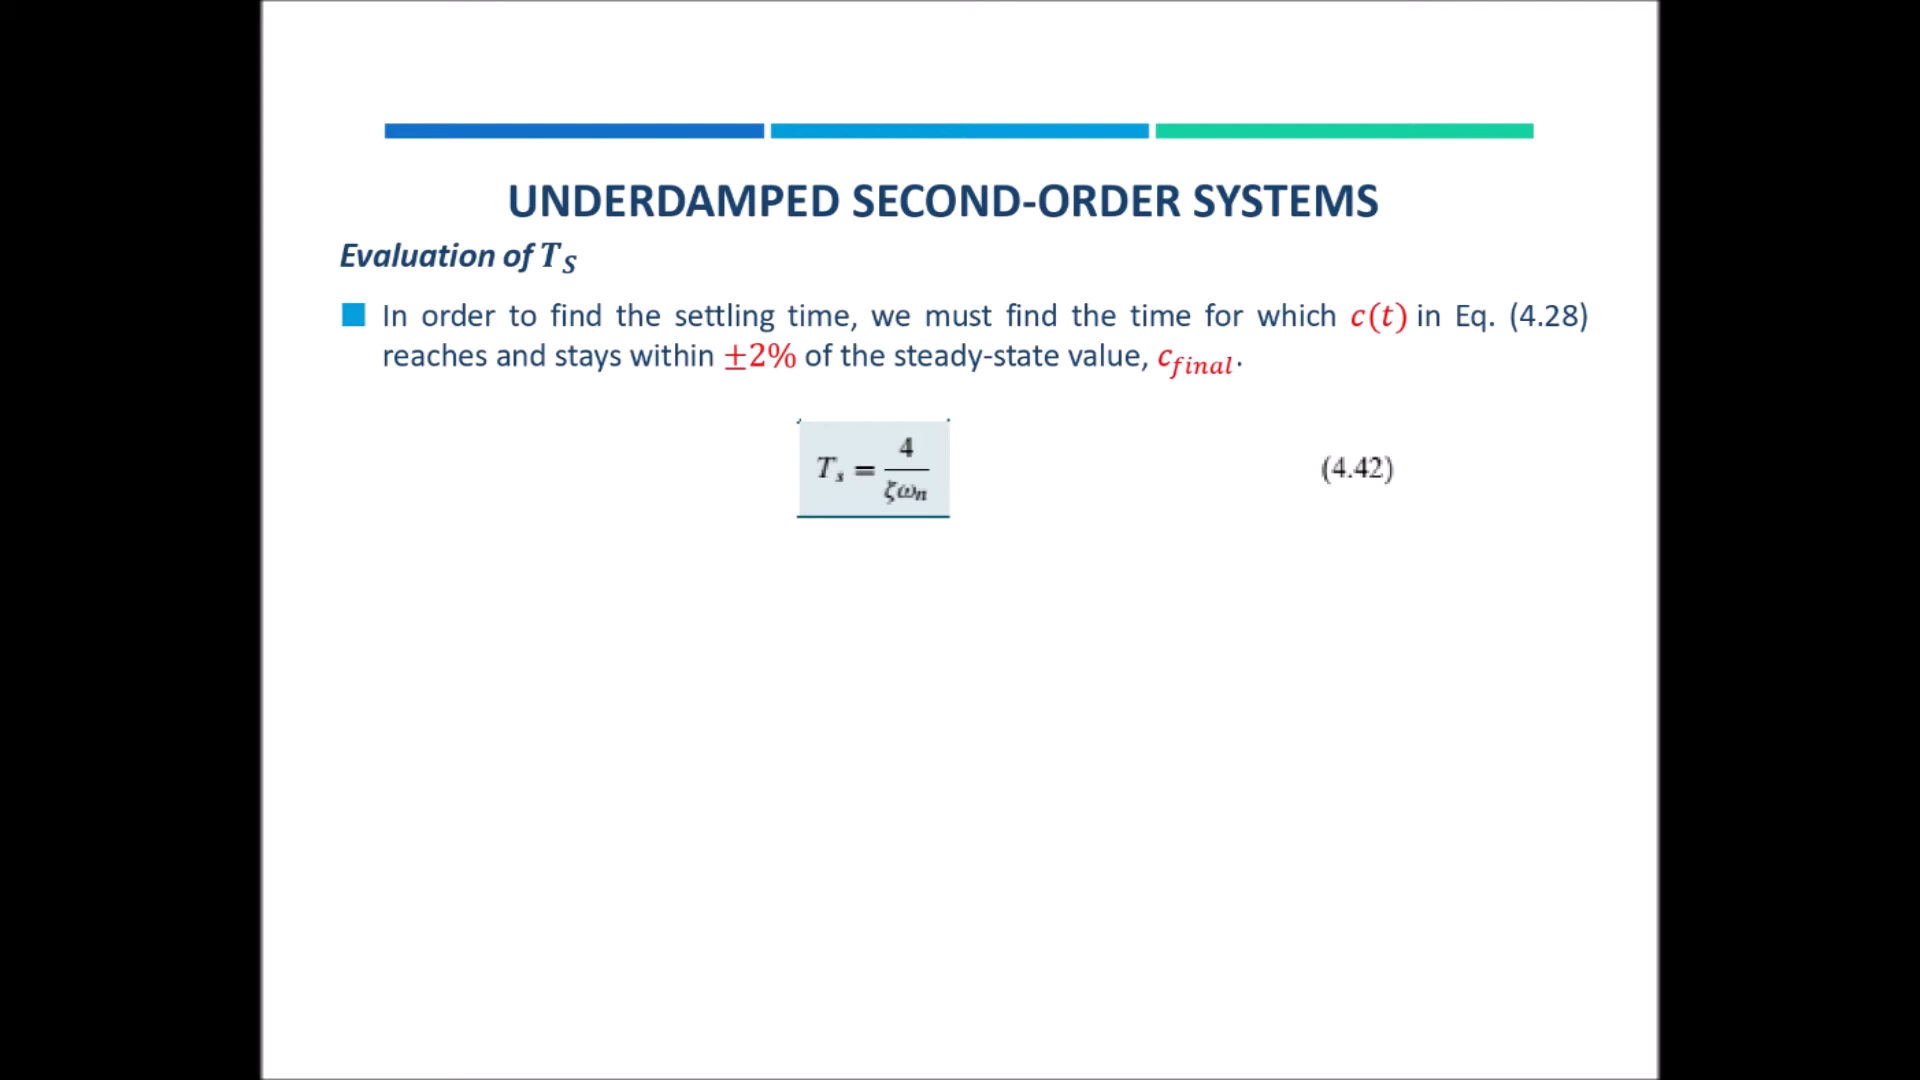 UNDERDAMPED SECOND-ORDER SYSTEMS
Evaluation of T_S
In order to find the settling time, we must find the time for which c(t) in Eq. (4.28)
reaches and stays within ±2% of the steady-state value, c_final.
T_s = 4/ζω_n (4.42)